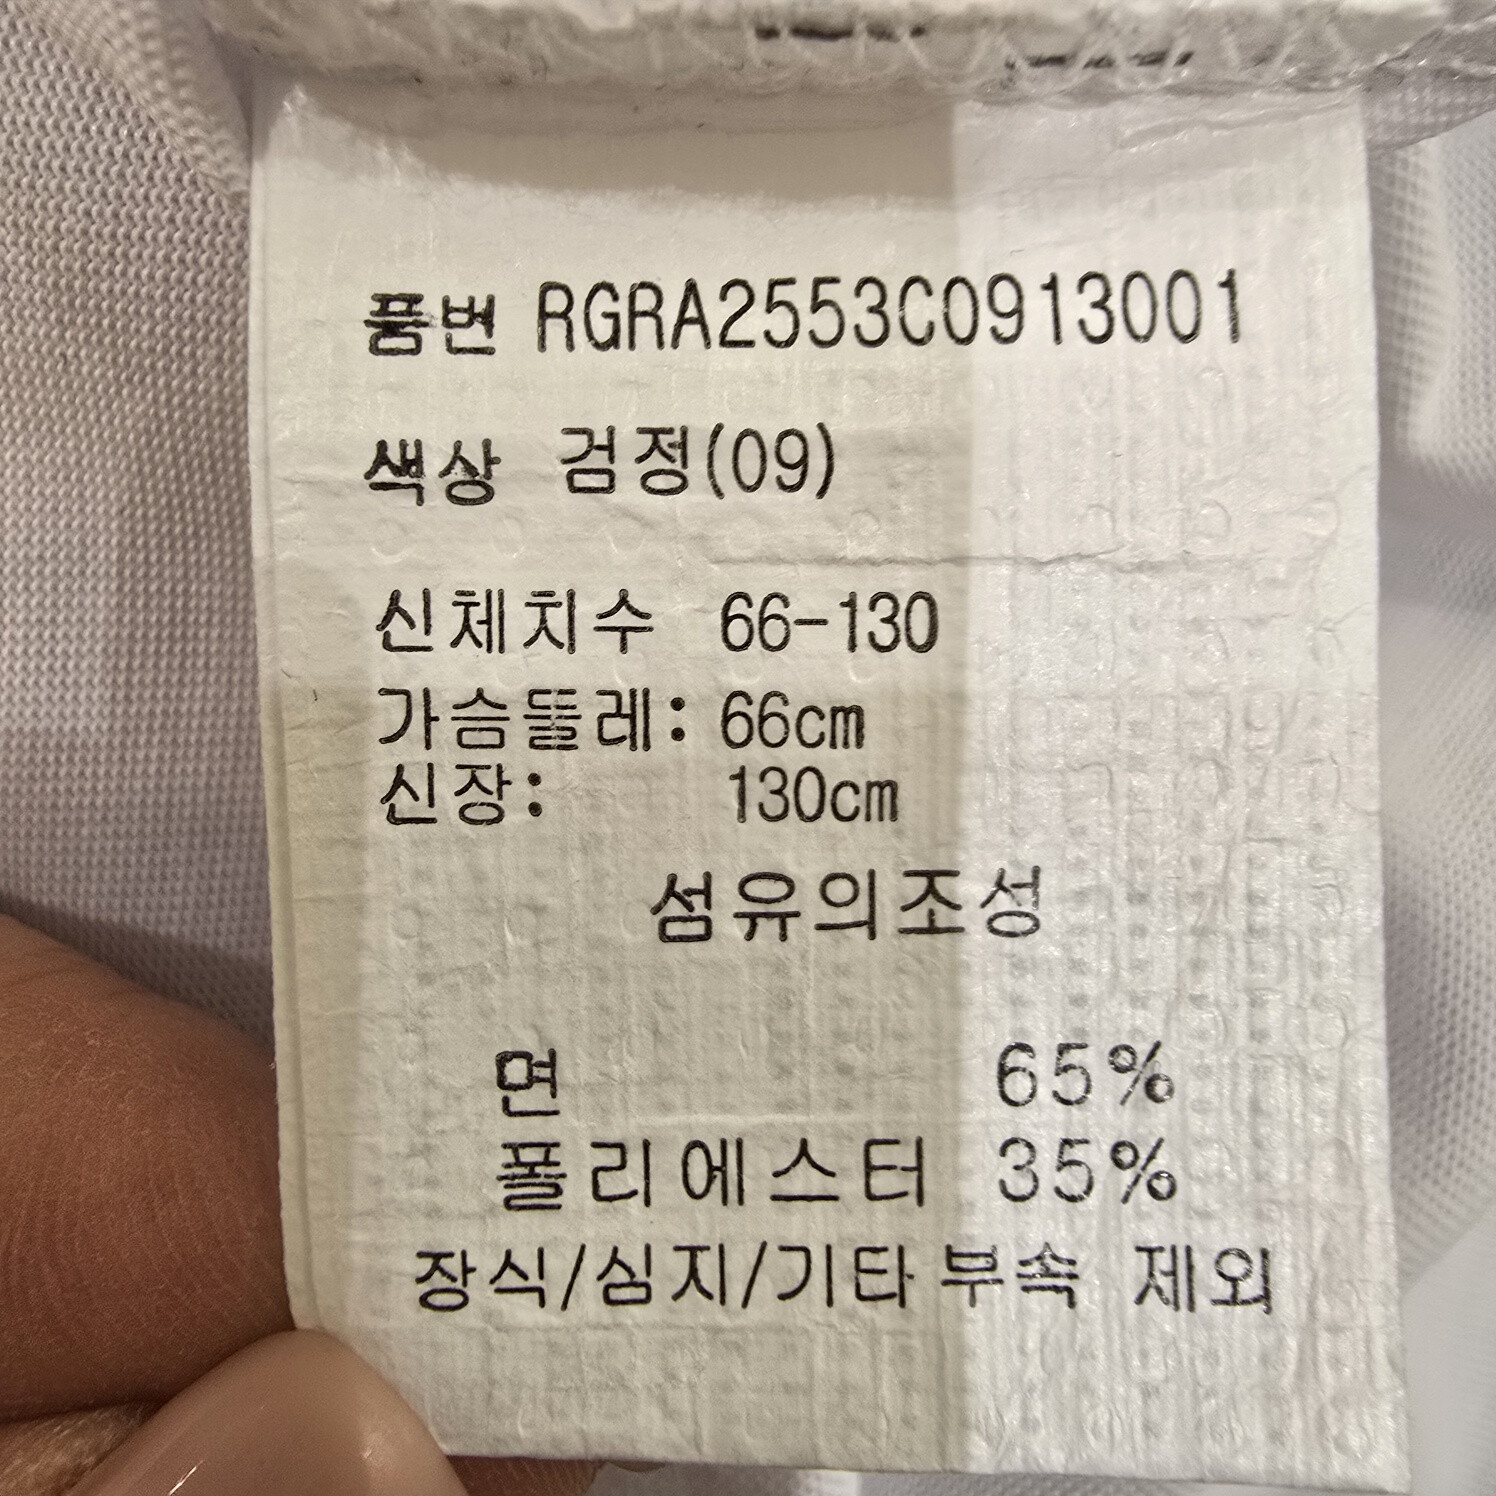 품번 RGRA2553C0913001
색상 검정(09)
신체치수 66-130
가슴둘레: 66cm
신장: 130cm
섬유의조성
면 65%
폴리에스터 35%
장식/심지/기타 부속 제외